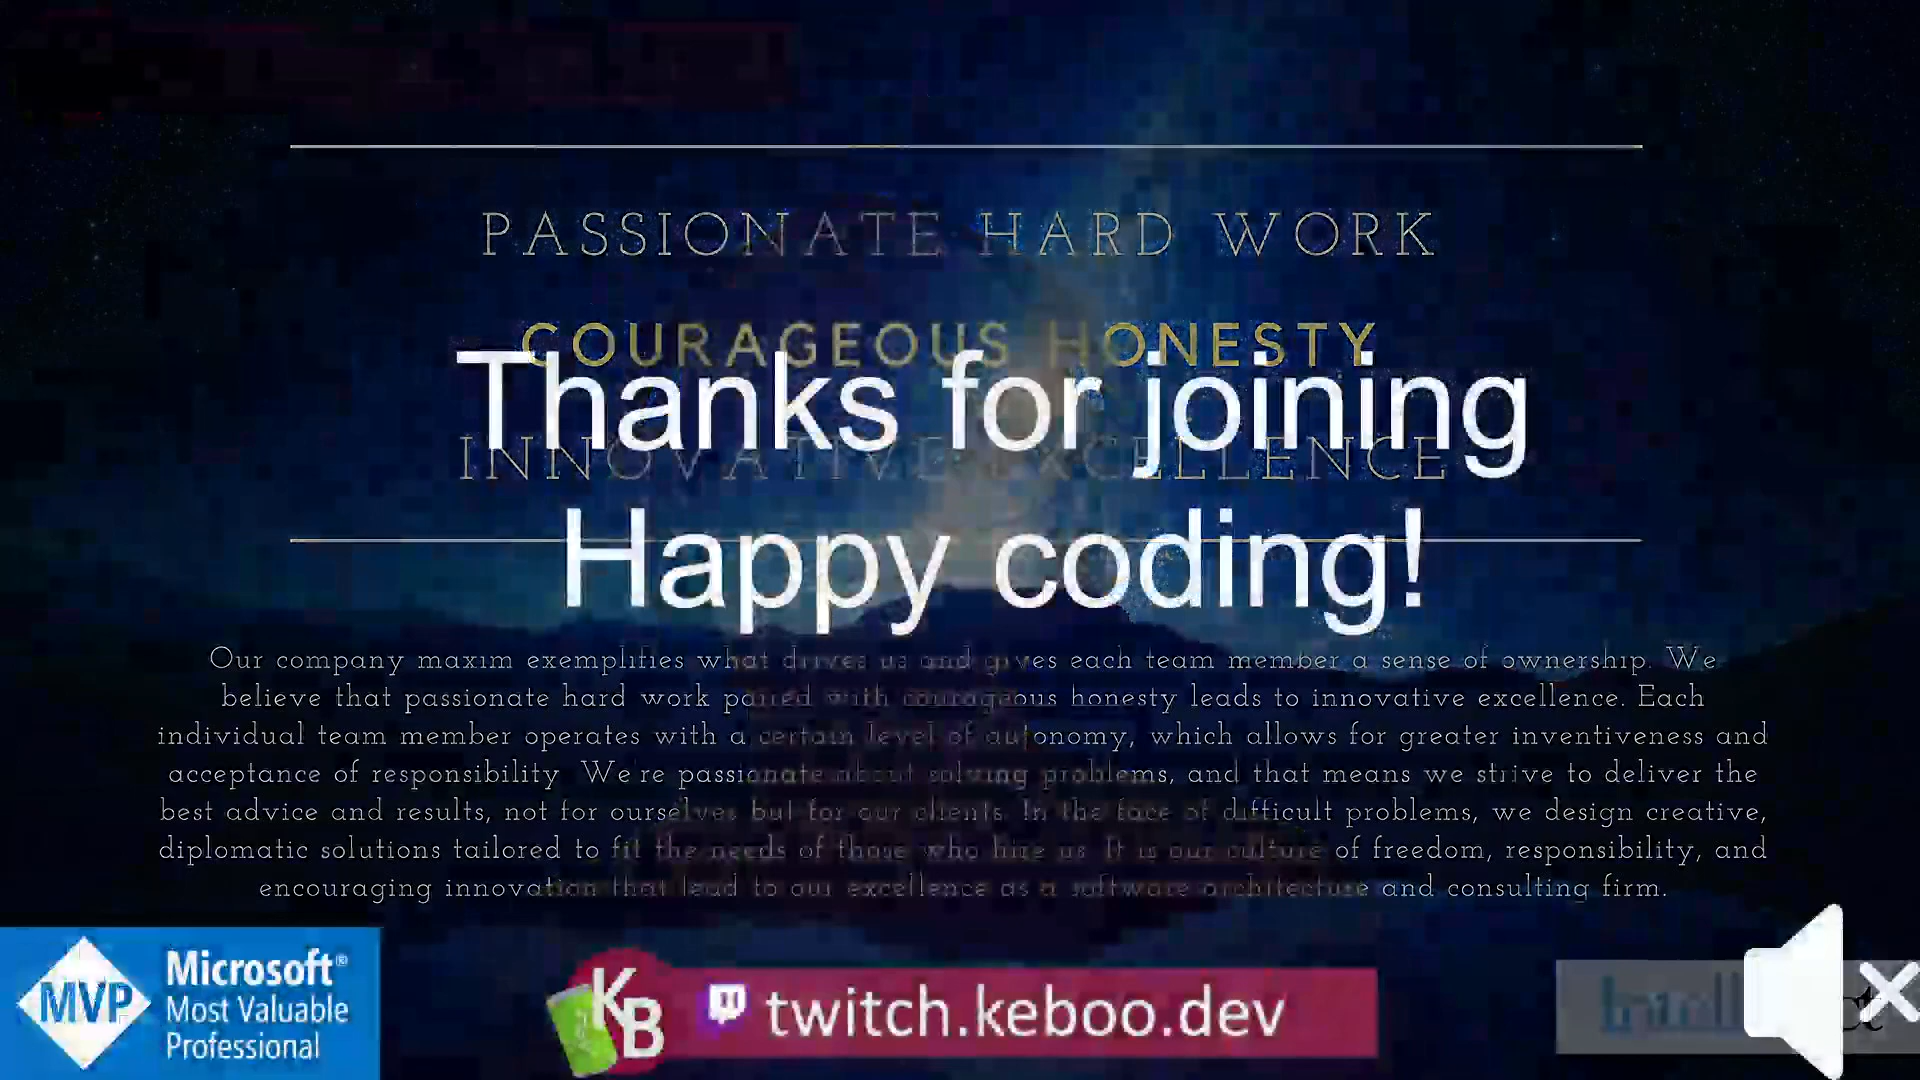 PASSIONATE HARD WORK
COURAGEOUS HONESTY
Thanks for joining
INNOVATIVE EXCELLENCE
Happy coding!
Our company maxim exemplifies what drives us and gives each team member a sense of ownership. We
believe that passionate hard work paired with courageous honesty leads to innovative excellence. Each
individual team member operates with a certain level of autonomy, which allows for greater inventiveness and
acceptance of responsibility. We're passionate about solving problems, and that means we strive to deliver the
best advice and results, not for ourselves but for our clients. In the face of difficult problems, we design creative,
diplomatic solutions tailored to fit the needs of those who hire us. It is our culture of freedom, responsibility, and
encouraging innovation that lead to our excellence as a software architecture and consulting firm.
MVP
Microsoft®
Most Valuable
Professional
KB
twitch.keboo.dev